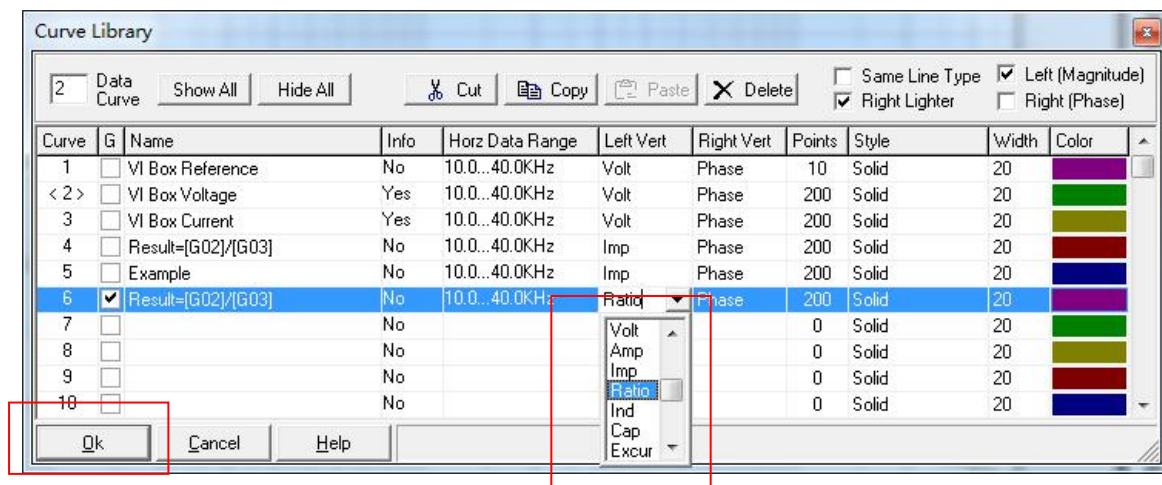 Curve Library
2 Data Curve Show All Hide All Cut Copy Paste Delete Same Line Type Right Lighter Left (Magnitude) Right (Phase)
Curve G Name Info Horz Data Range Left Vert Right Vert Points Style Width Color
1 VI Box Reference No 10.0...40.0KHz Volt Phase 10 Solid 20
<2> VI Box Voltage Yes 10.0...40.0KHz Volt Phase 200 Solid 20
3 VI Box Current Yes 10.0...40.0KHz Volt Phase 200 Solid 20
4 Result=[G02]/[G03] No 10.0...40.0KHz Imp Phase 200 Solid 20
5 Example No 10.0...40.0KHz Imp Phase 200 Solid 20
6 Result=[G02]/[G03] No 10.0...40.0KHz Ratio Phase 200 Solid 20
7 No Volt 0 Solid 20
8 No Amp 0 Solid 20
Imp
9 No Ratio 0 Solid 20
10 No Ind 0 Solid 20
Cap
Excur
Ok Cancel Help